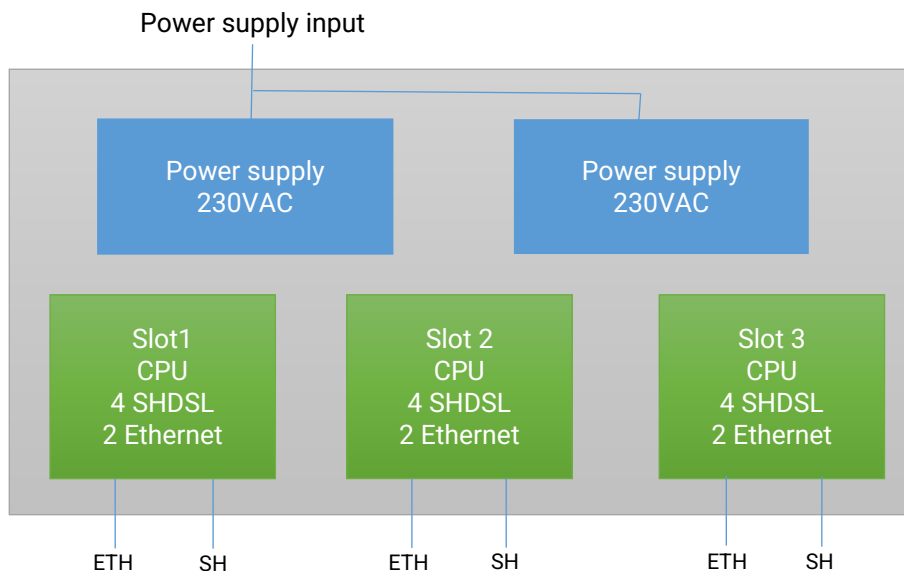 Power supply input
Power supply
230VAC
Power supply
230VAC
Slot1
CPU
4 SHDSL
2 Ethernet
Slot 2
CPU
4 SHDSL
2 Ethernet
Slot 3
CPU
4 SHDSL
2 Ethernet
ETH
SH
ETH
SH
ETH
SH